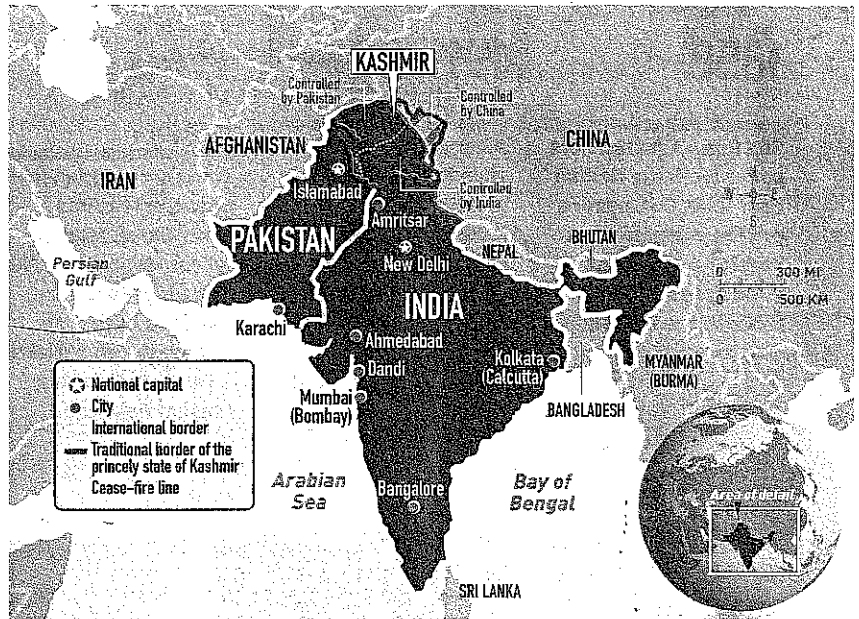 KASHMIR
Controlled
by Pakistan
Controlled
by China
AFGHANISTAN
CHINA
IRAN
Islamabad
Controlled
by India
Amritsar
PAKISTAN
NEPAL
BHUTAN
New Delhi
Persian
Gulf
0 300 MI
0 500 KM
INDIA
Karachi
Ahmedabad
Kolkata
(Calcutta)
MYANMAR
(BURMA)
Dandi
National capital
City
International border
Traditional border of the
princely state of Kashmir
Cease-fire line
Mumbai
(Bombay)
BANGLADESH
Arabian
Sea
Bay of
Bengal
Bangalore
Area of detail
SRI LANKA